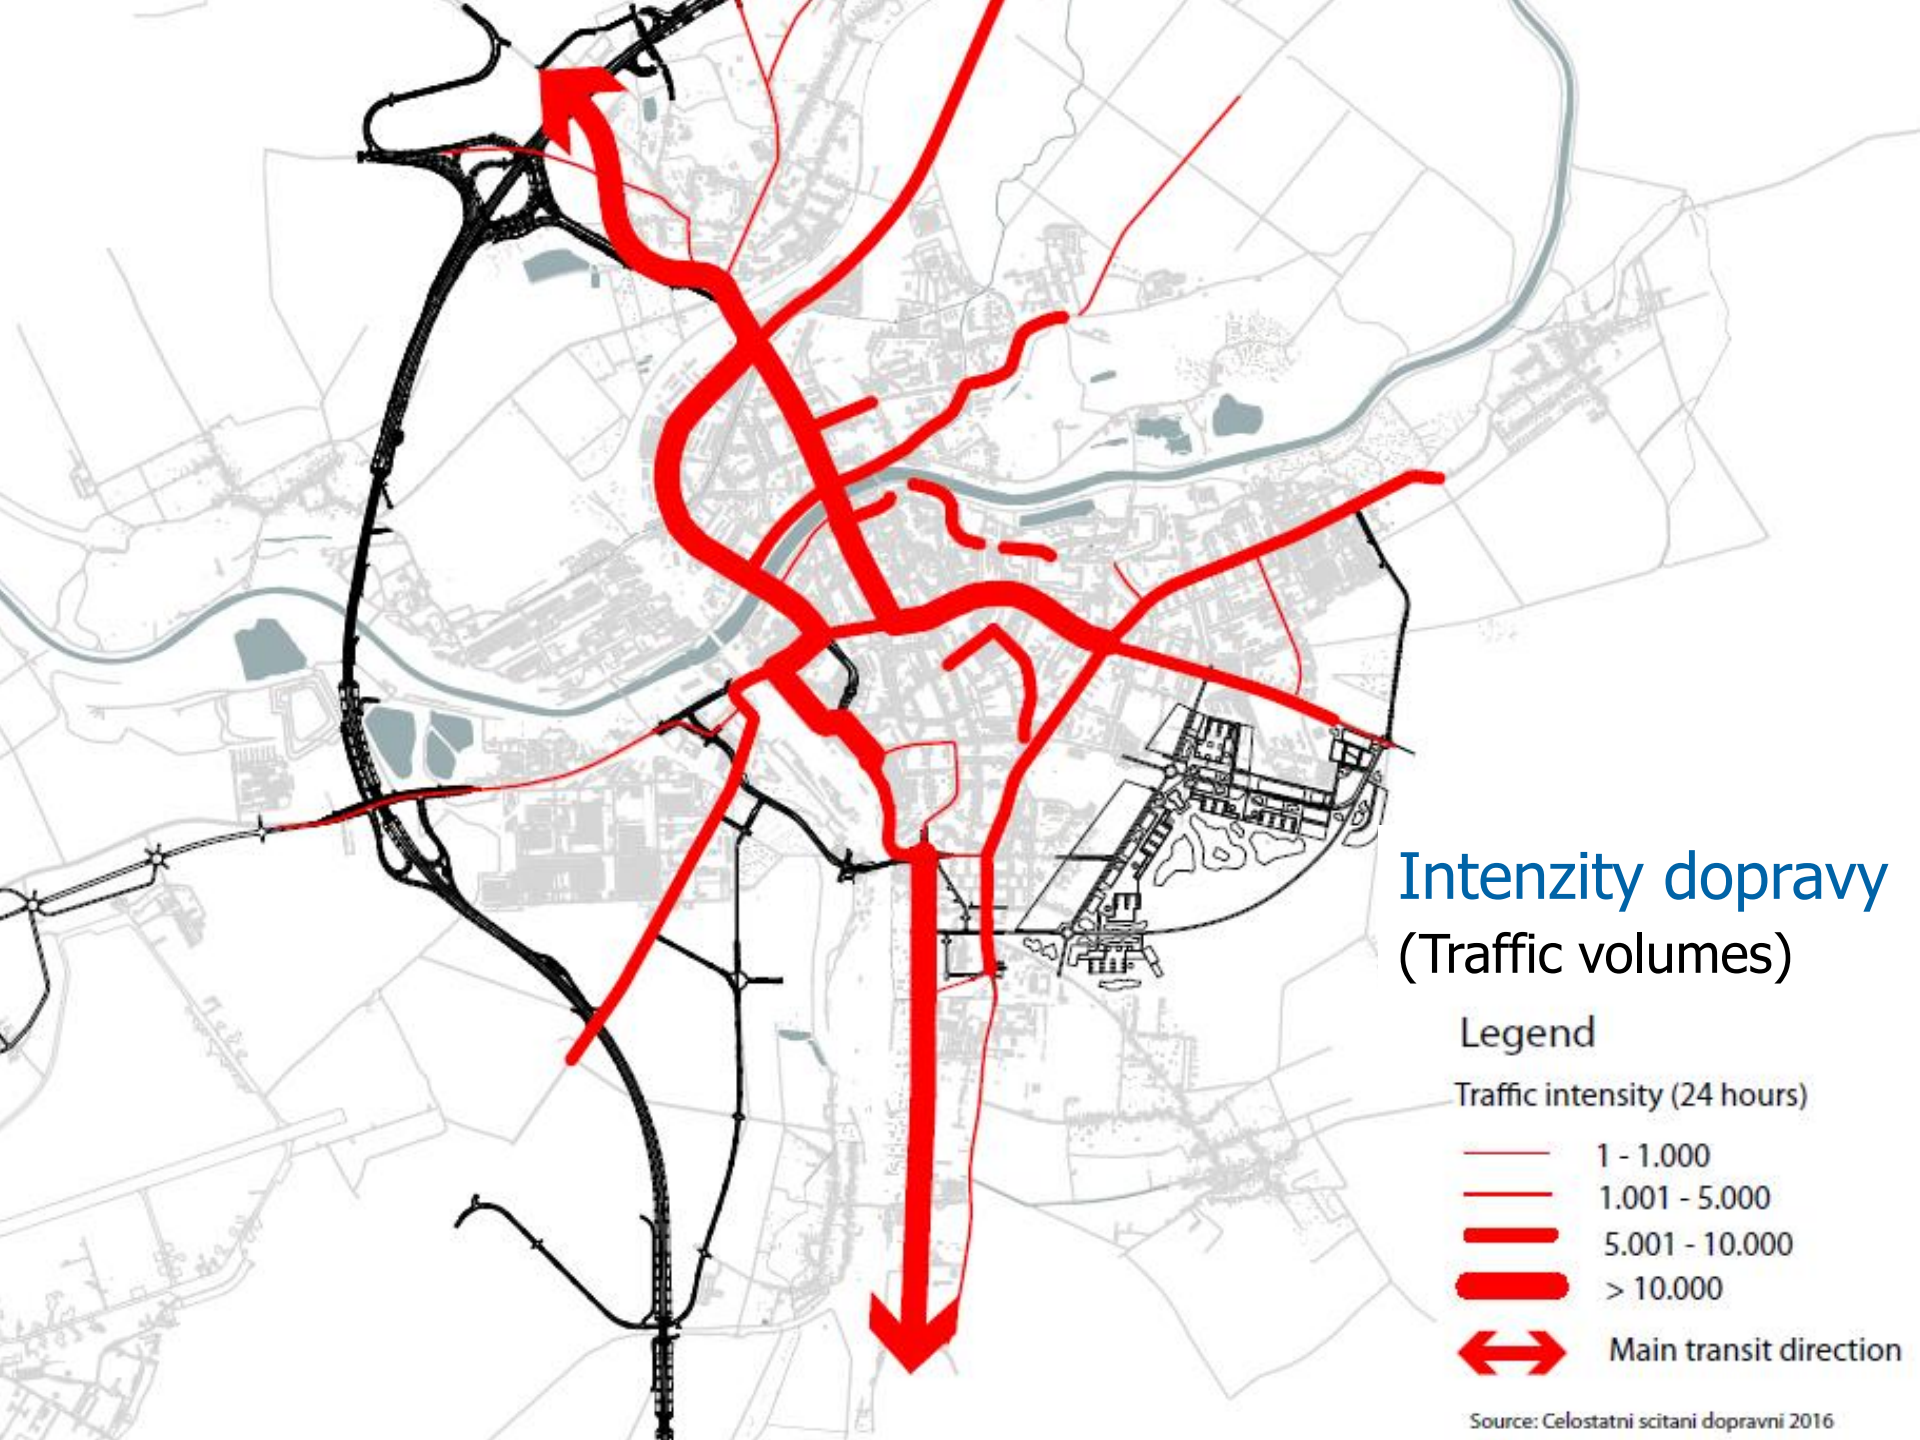 Intenzity dopravy
(Traffic volumes)
Legend
Traffic intensity (24 hours)
1 - 1.000
1.001 - 5.000
5.001 - 10.000
> 10.000
Main transit direction
Source: Celostatni scitani dopravni 2016